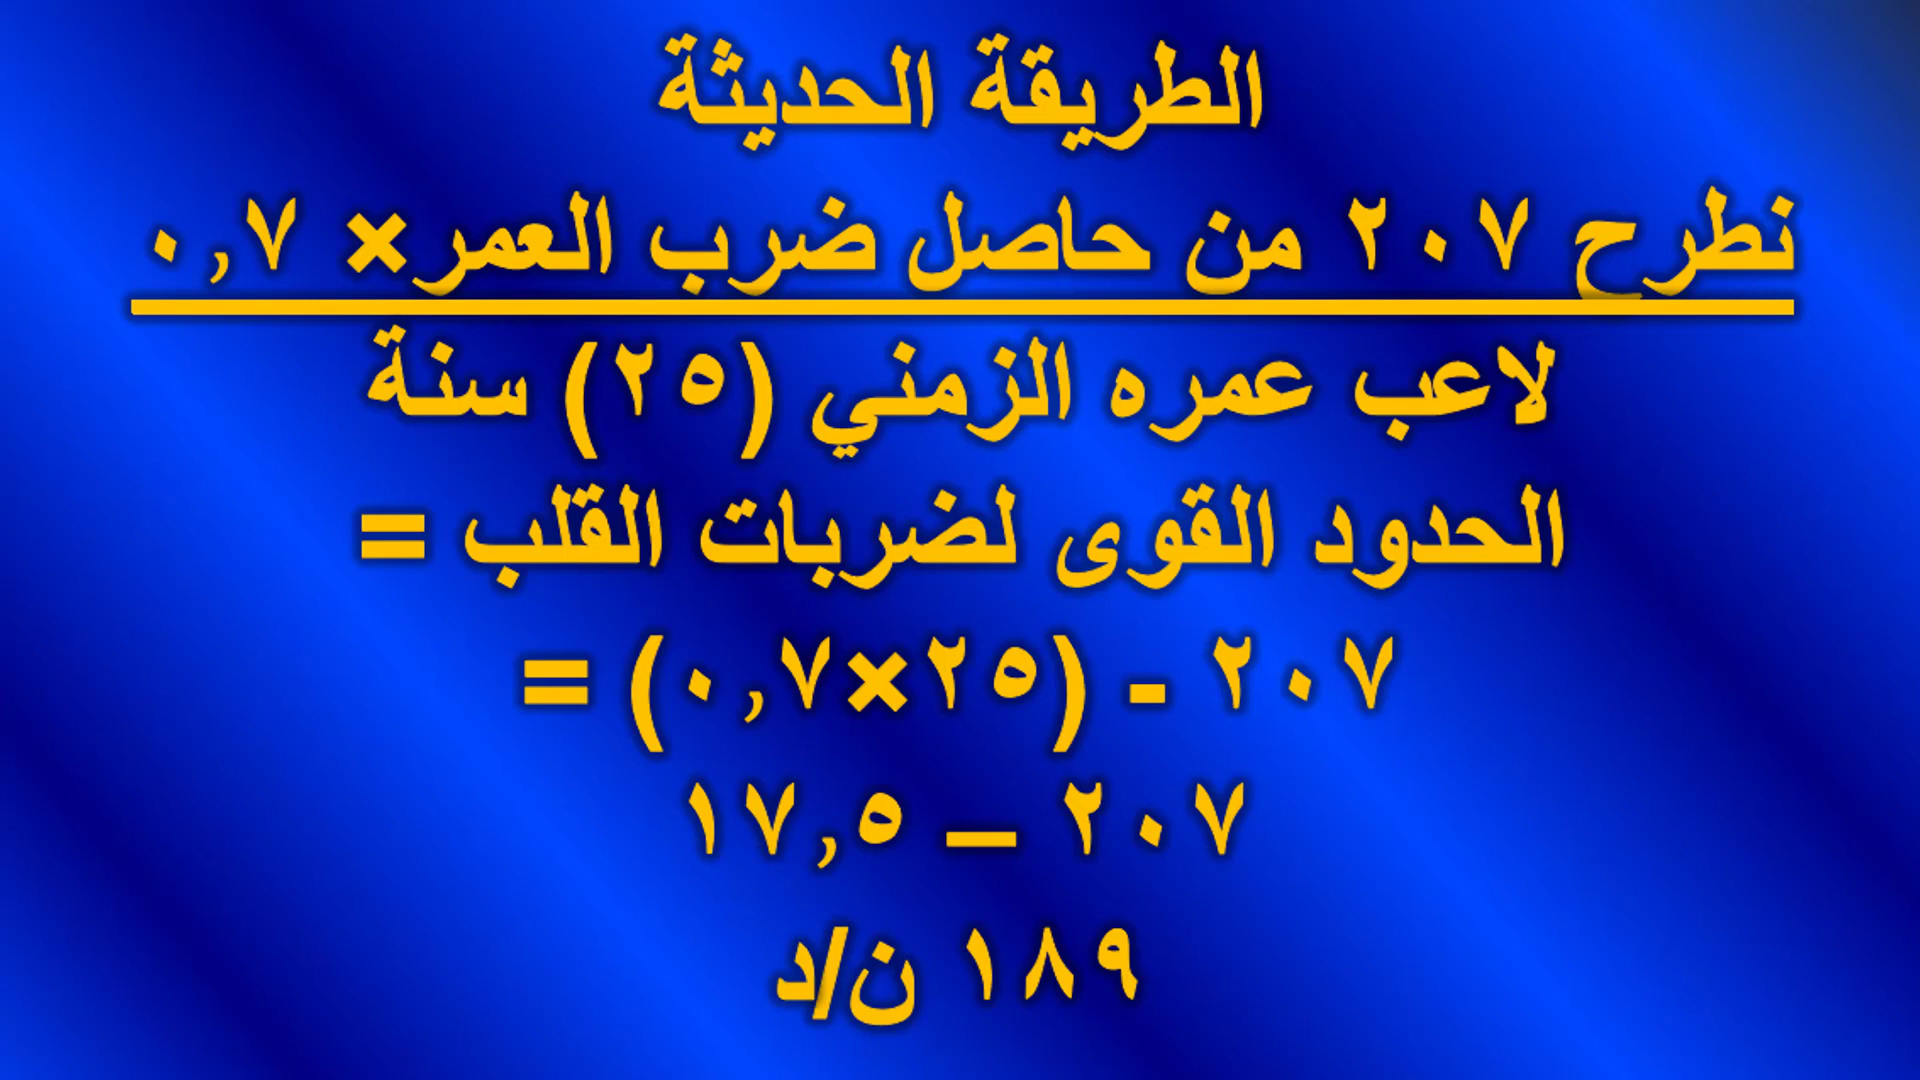 الطريقة الحديثة
نطرح ٢٠٧ من حاصل ضرب العمر× ٠,٧
لاعب عمره الزمني (٢٥) سنة
الحدود القوى لضربات القلب =
٢٠٧ - (٢٥×٠,٧) =
٢٠٧ – ١٧,٥
١٨٩ ن/د